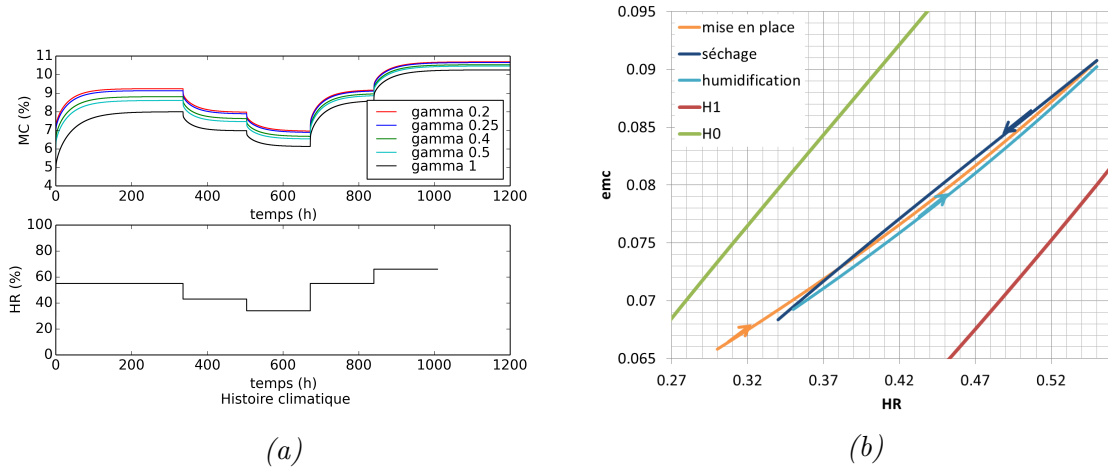 11
10
9
8
7
6
5
4
MC (%)
gamma 0.2
gamma 0.25
gamma 0.4
gamma 0.5
gamma 1
0 200 400 600 800 1000 1200
temps (h)
100
80
60
40
20
0
HR (%)
0 200 400 600 800 1000 1200
temps (h)
Histoire climatique
(a)
0.095
0.09
0.085
0.08
0.075
0.07
0.065
emc
mise en place
séchage
humidification
H1
H0
0.27 0.32 0.37 0.42 0.47 0.52
HR
(b)